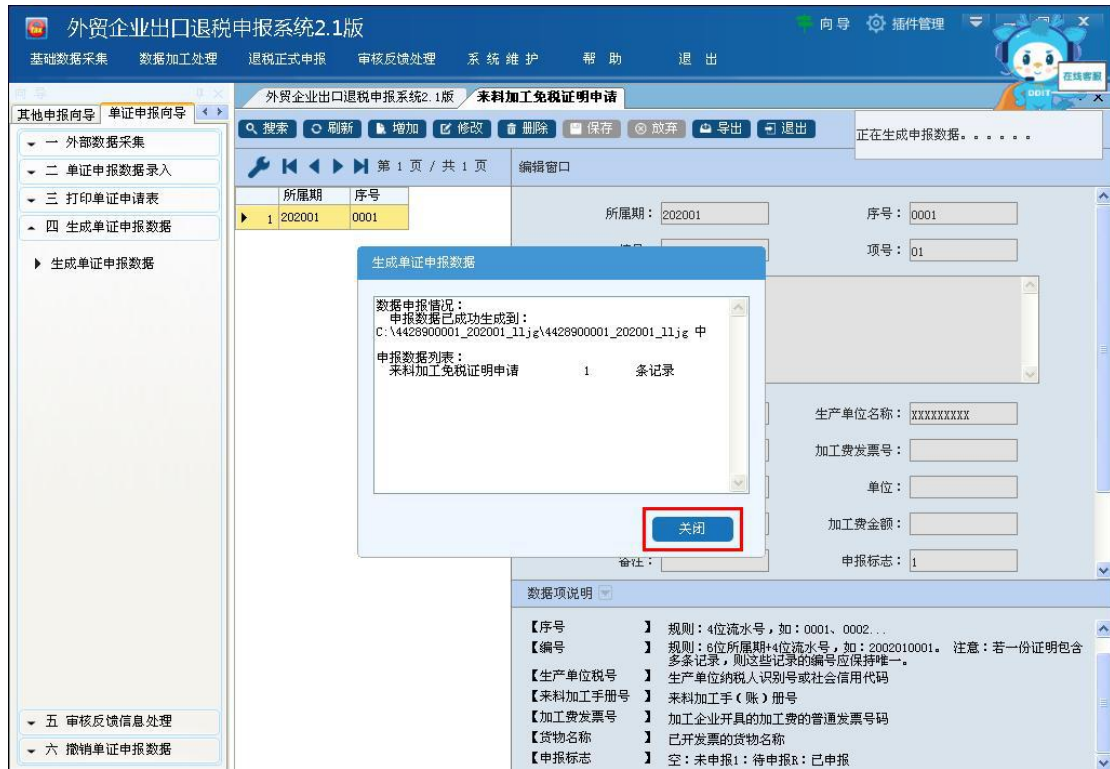 外贸企业出口退税申报系统2.1版
向导 插件管理
基础数据采集 数据加工处理 退税正式申报 审核反馈处理 系统维护 帮助 退出
在线客服
DDIT
向导
外贸企业出口退税申报系统2.1版 来料加工免税证明申请
其他申报向导 单证申报向导
搜索 刷新 增加 修改 删除 保存 放弃 导出 退出
正在生成申报数据。。。。。。
一 外部数据采集
二 单证申报数据录入
三 打印单证申请表
四 生成单证申报数据
生成单证申报数据
五 审核反馈信息处理
六 撤销单证申报数据
第 1 页 / 共 1 页
编辑窗口
所属期 序号
1 202001 0001
所属期: 202001 序号: 0001
项号: 01
生成单证申报数据
数据申报情况:
申报数据已成功生成到:
C:\4428900001_202001_lljg\4428900001_202001_lljg 中
申报数据列表:
来料加工免税证明申请 1 条记录
关闭
生产单位名称: XXXXXXXXX
加工费发票号:
单位:
加工费金额:
备注: 申报标志: 1
数据项说明
【序号 】 规则:4位流水号,如:0001、0002...
【编号 】 规则:6位所属期+4位流水号,如:2002010001。 注意:若一份证明包含
多条记录,则这些记录的编号应保持唯一。
【生产单位税号 】 生产单位纳税人识别号或社会信用代码
【来料加工手册号 】 来料加工手(账)册号
【加工费发票号 】 加工企业开具的加工费的普通发票号码
【货物名称 】 已开发票的货物名称
【申报标志 】 空:未申报1:待申报R:已申报